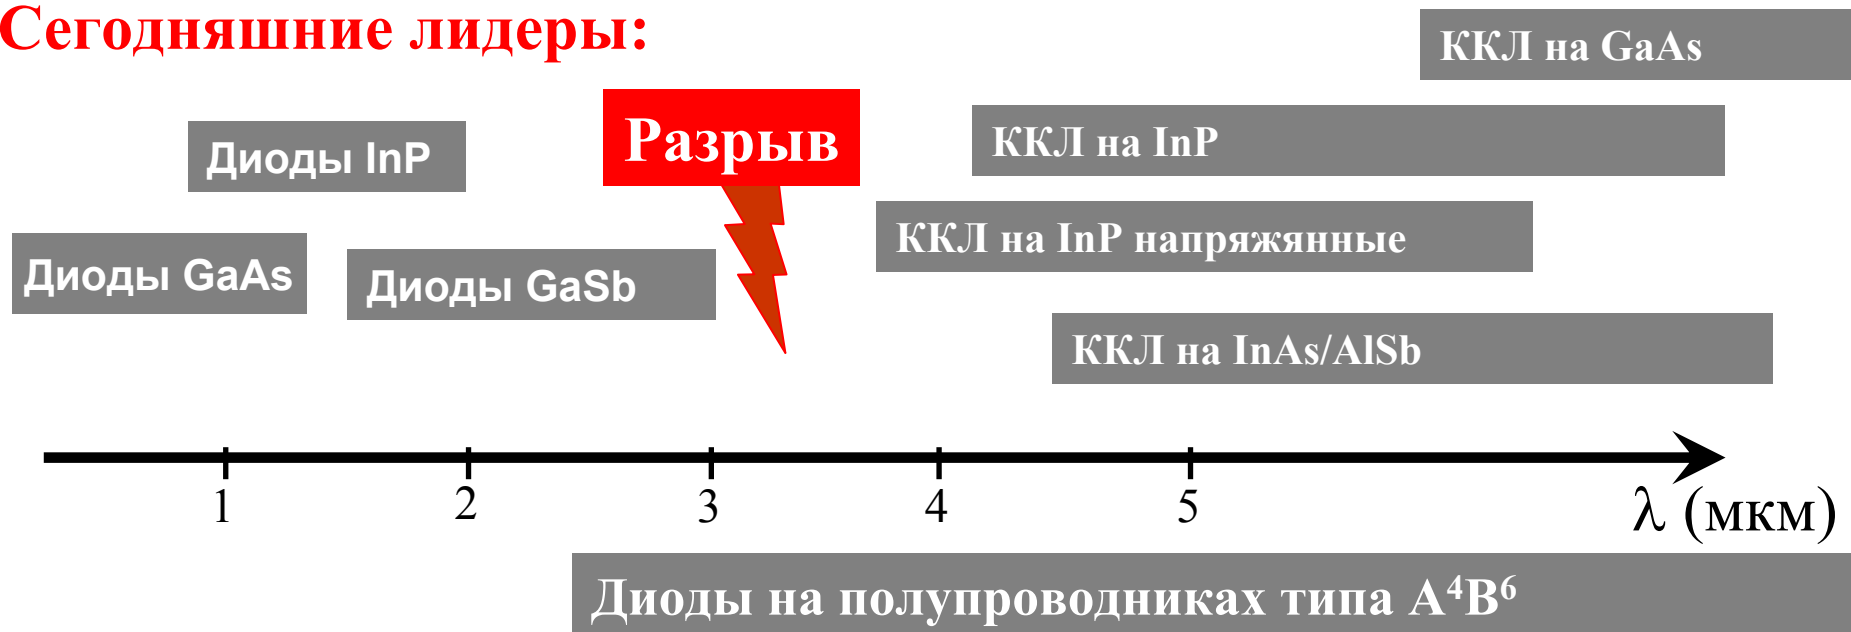 Сегодняшние лидеры:
ККЛ на GaAs
Разрыв
ККЛ на InP
Диоды InP
ККЛ на InP напряжянные
Диоды GaAs
Диоды GaSb
ККЛ на InAs/AlSb
1 2 3 4 5
λ (мкм)
Диоды на полупроводниках типа A⁴B⁶